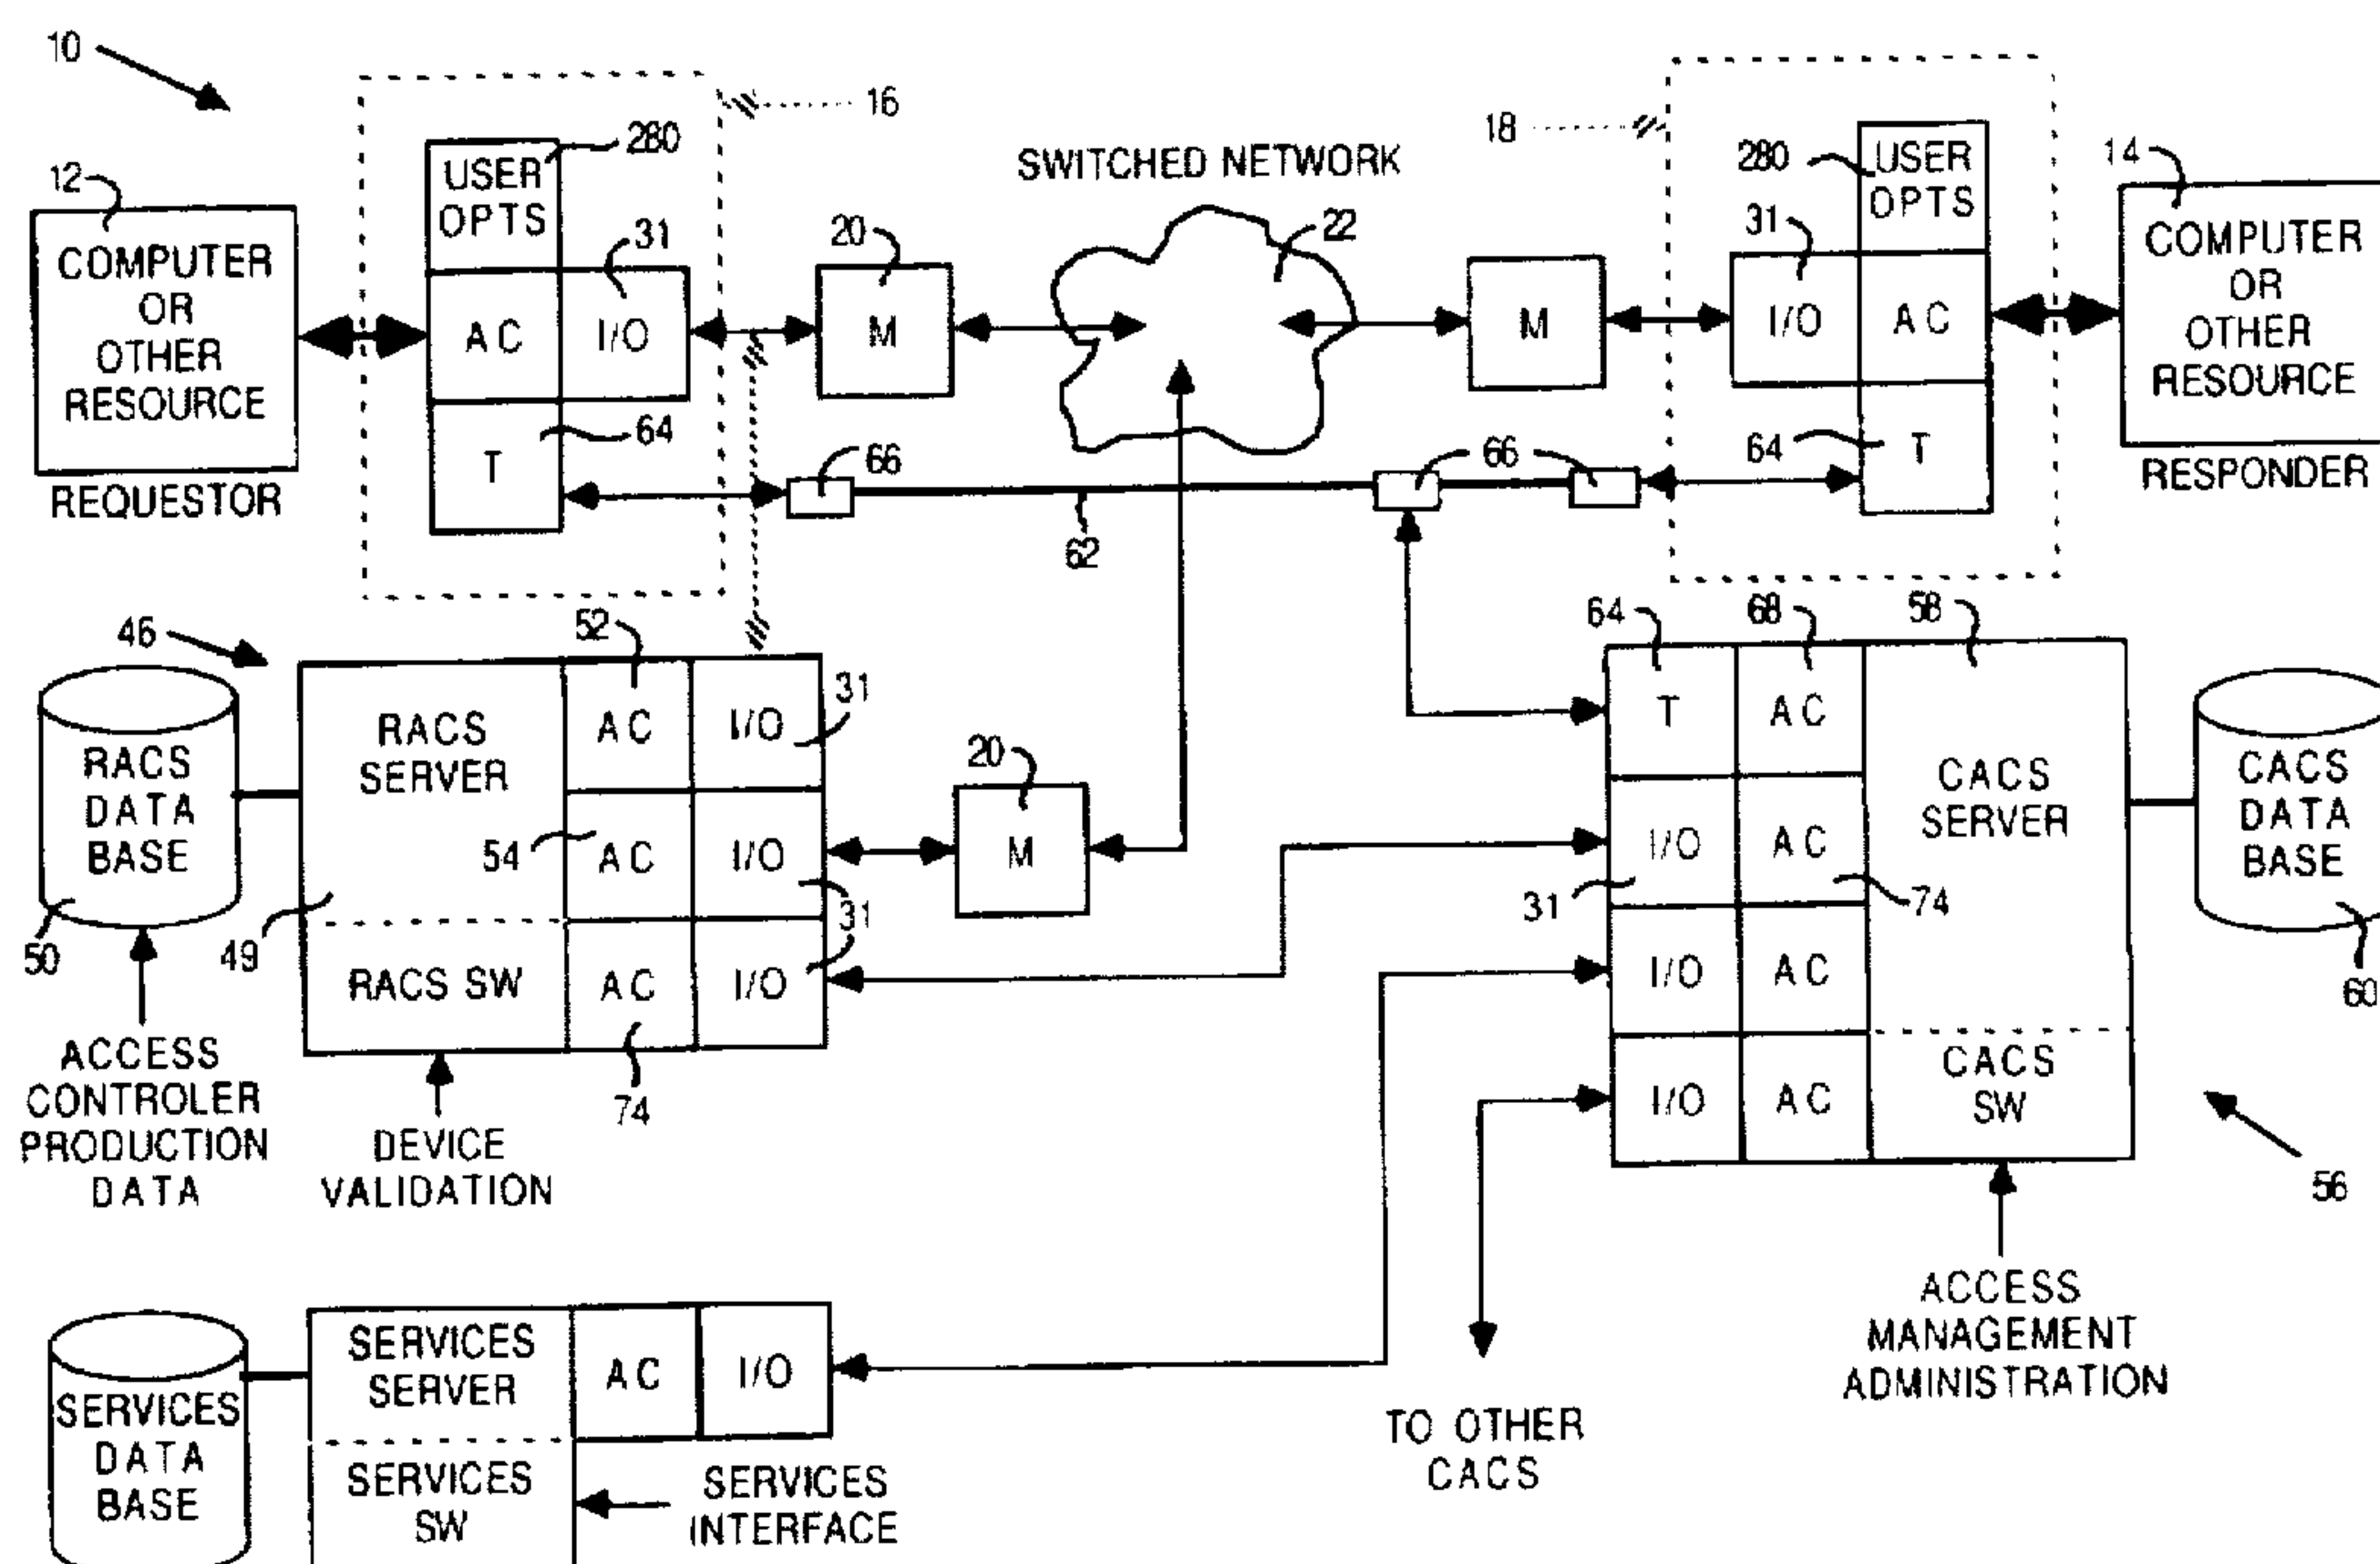 10
16
18
12
280
SWITCHED NETWORK
280
14
COMPUTER
OR
OTHER
RESOURCE
REQUESTOR
USER
OPTS
31
AC
I/O
T
64
20
M
22
M
31
USER
OPTS
I/O
AC
64
T
COMPUTER
OR
OTHER
RESOURCE
RESPONDER
66
66
62
46
52
RACS
DATA
BASE
50
RACS
SERVER
54
49
RACS SW
AC
I/O
31
AC
I/O
31
AC
I/O
74
20
M
ACCESS
CONTROLER
PRODUCTION
DATA
DEVICE
VALIDATION
64
68
58
T
AC
I/O
AC
31
74
I/O
AC
I/O
AC
CACS
SERVER
CACS
SW
CACS
DATA
BASE
60
56
ACCESS
MANAGEMENT
ADMINISTRATION
TO OTHER
CACS
SERVICES
DATA
BASE
SERVICES
SERVER
AC
I/O
SERVICES
SW
SERVICES
INTERFACE